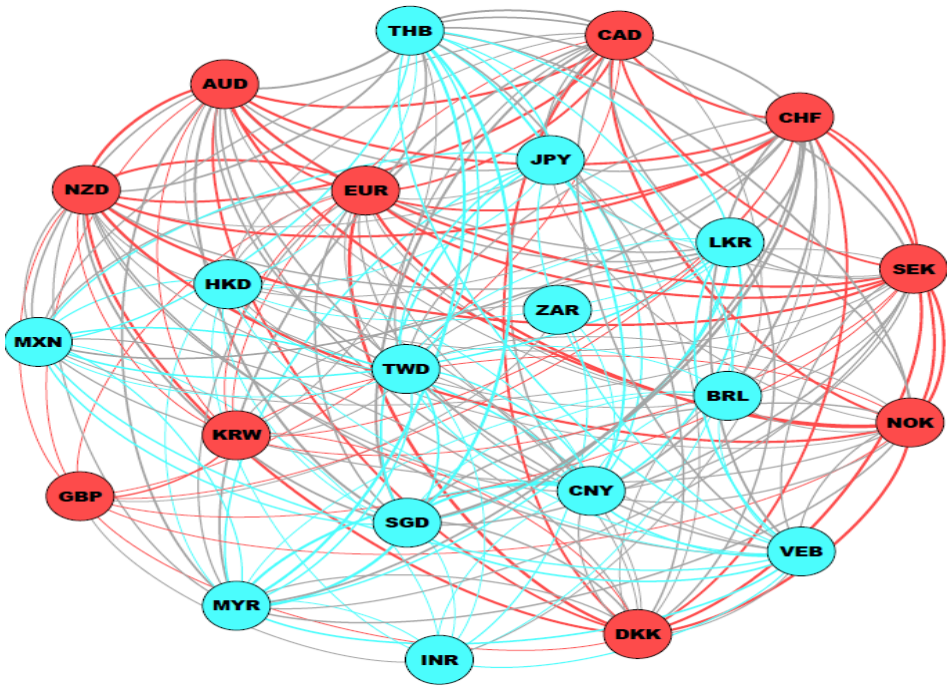 THB
CAD
AUD
CHF
JPY
NZD
EUR
LKR
SEK
HKD
ZAR
MXN
TWD
BRL
NOK
KRW
CNY
GBP
SGD
VEB
MYR
DKK
INR